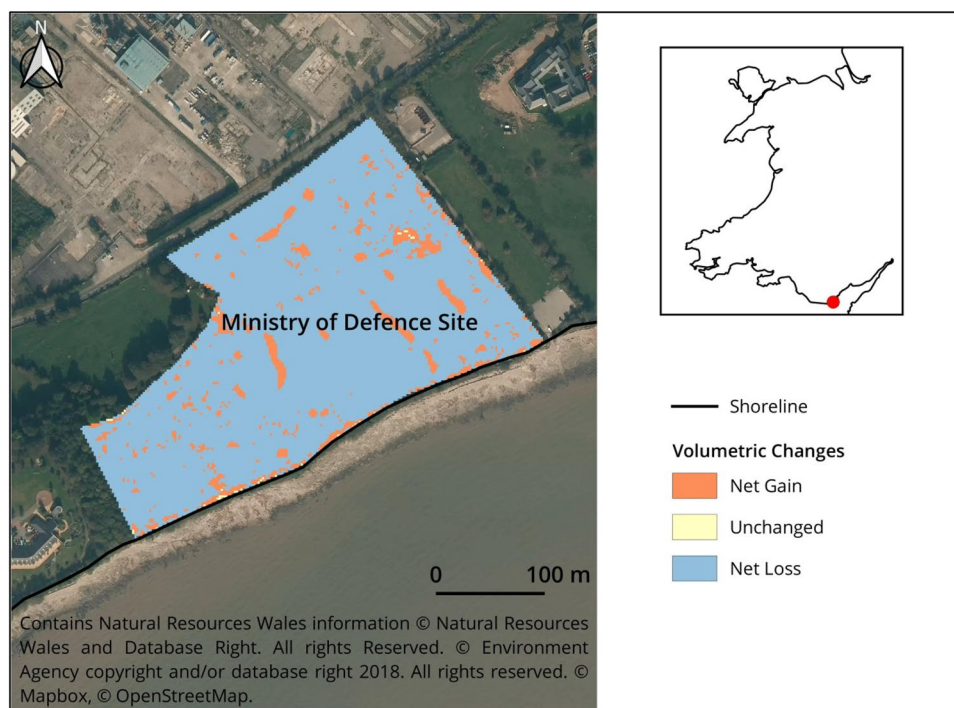 N
Ministry of Defence Site
0 100 m
Contains Natural Resources Wales information © Natural Resources
Wales and Database Right. All rights Reserved. © Environment
Agency copyright and/or database right 2018. All rights reserved. ©
Mapbox, © OpenStreetMap.
Shoreline
Volumetric Changes
Net Gain
Unchanged
Net Loss